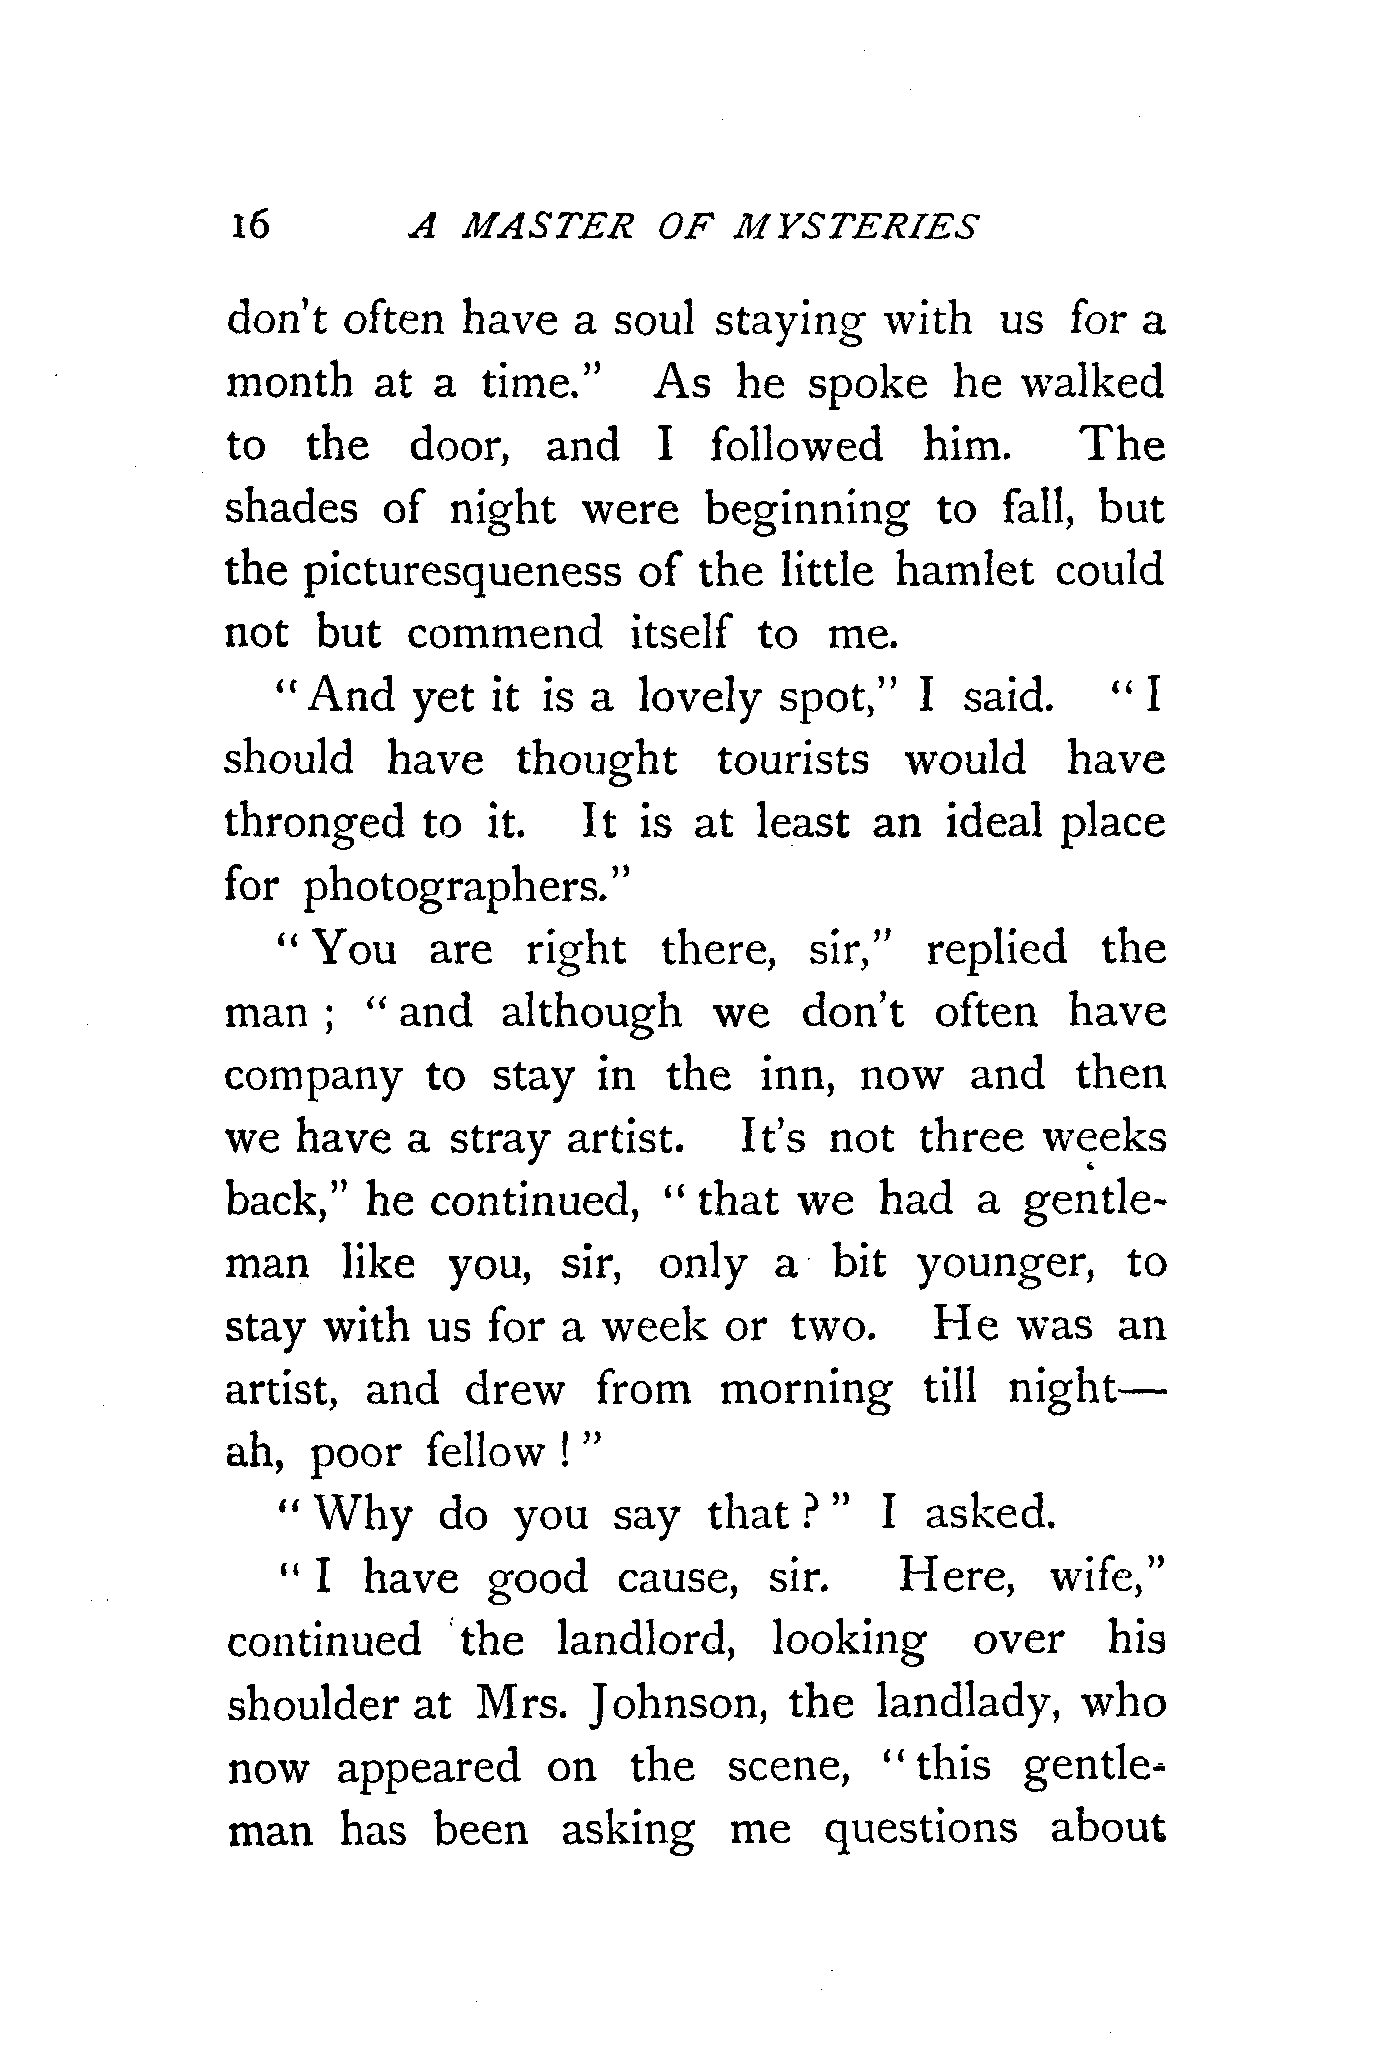 16 A MASTER OF MYSTERIES
don't often have a soul staying with us for a
month at a time." As he spoke he walked
to the door, and I followed him. The
shades of night were beginning to fall, but
the picturesqueness of the little hamlet could
not but commend itself to me.
"And yet it is a lovely spot," I said. "I
should have thought tourists would have
thronged to it. It is at least an ideal place
for photographers."
"You are right there, sir," replied the
man; "and although we don't often have
company to stay in the inn, now and then
we have a stray artist. It's not three weeks
back," he continued, "that we had a gentle-
man like you, sir, only a bit younger, to
stay with us for a week or two. He was an
artist, and drew from morning till night—
ah, poor fellow!"
"Why do you say that?" I asked.
"I have good cause, sir. Here, wife,"
continued the landlord, looking over his
shoulder at Mrs. Johnson, the landlady, who
now appeared on the scene, "this gentle-
man has been asking me questions about